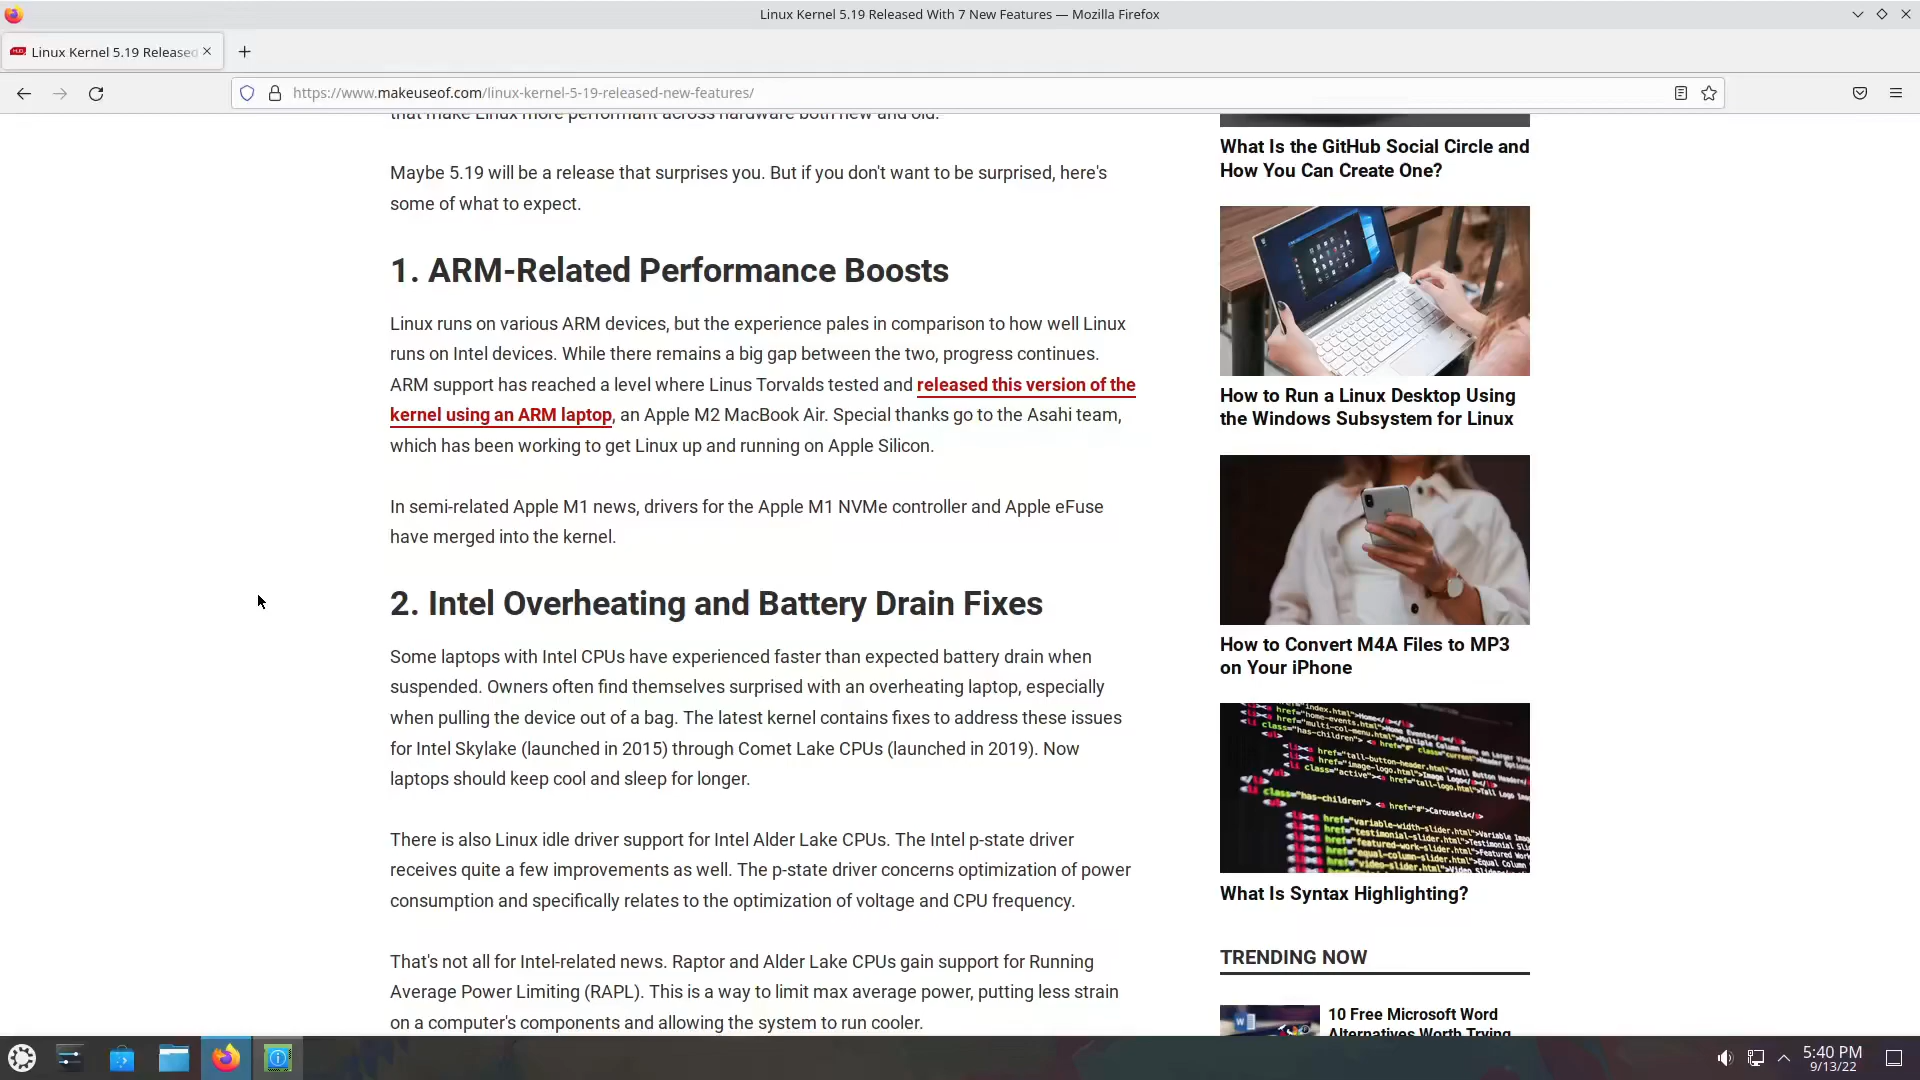 Linux Kernel 5.19 Released With 7 New Features — Mozilla Firefox
Linux Kernel 5.19 Released
https://www.makeuseof.com/linux-kernel-5-19-released-new-features/
that make Linux more performant across hardware both new and old.
Maybe 5.19 will be a release that surprises you. But if you don't want to be surprised, here's
some of what to expect.
1. ARM-Related Performance Boosts
Linux runs on various ARM devices, but the experience pales in comparison to how well Linux
runs on Intel devices. While there remains a big gap between the two, progress continues.
ARM support has reached a level where Linus Torvalds tested and released this version of the
kernel using an ARM laptop, an Apple M2 MacBook Air. Special thanks go to the Asahi team,
which has been working to get Linux up and running on Apple Silicon.
In semi-related Apple M1 news, drivers for the Apple M1 NVMe controller and Apple eFuse
have merged into the kernel.
2. Intel Overheating and Battery Drain Fixes
Some laptops with Intel CPUs have experienced faster than expected battery drain when
suspended. Owners often find themselves surprised with an overheating laptop, especially
when pulling the device out of a bag. The latest kernel contains fixes to address these issues
for Intel Skylake (launched in 2015) through Comet Lake CPUs (launched in 2019). Now
laptops should keep cool and sleep for longer.
There is also Linux idle driver support for Intel Alder Lake CPUs. The Intel p-state driver
receives quite a few improvements as well. The p-state driver concerns optimization of power
consumption and specifically relates to the optimization of voltage and CPU frequency.
That's not all for Intel-related news. Raptor and Alder Lake CPUs gain support for Running
Average Power Limiting (RAPL). This is a way to limit max average power, putting less strain
on a computer's components and allowing the system to run cooler.
What Is the GitHub Social Circle and
How You Can Create One?
How to Run a Linux Desktop Using
the Windows Subsystem for Linux
How to Convert M4A Files to MP3
on Your iPhone
What Is Syntax Highlighting?
TRENDING NOW
10 Free Microsoft Word
Alternatives Worth Trying
5:40 PM
9/13/22